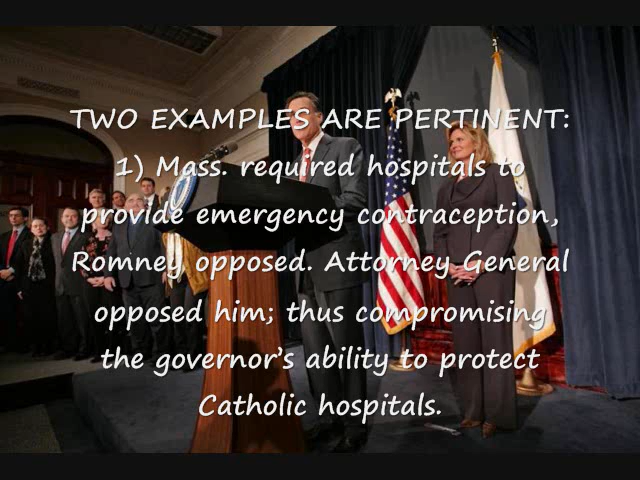 TWO EXAMPLES ARE PERTINENT:
1) Mass. required hospitals to
provide emergency contraception,
Romney opposed. Attorney General
opposed him; thus compromising
the governor's ability to protect
Catholic hospitals.